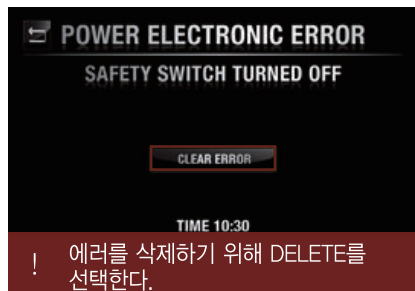 POWER ELECTRONIC ERROR
SAFETY SWITCH TURNED OFF
CLEAR ERROR
TIME 10:30
! 에러를 삭제하기 위해 DELETE를
선택한다.